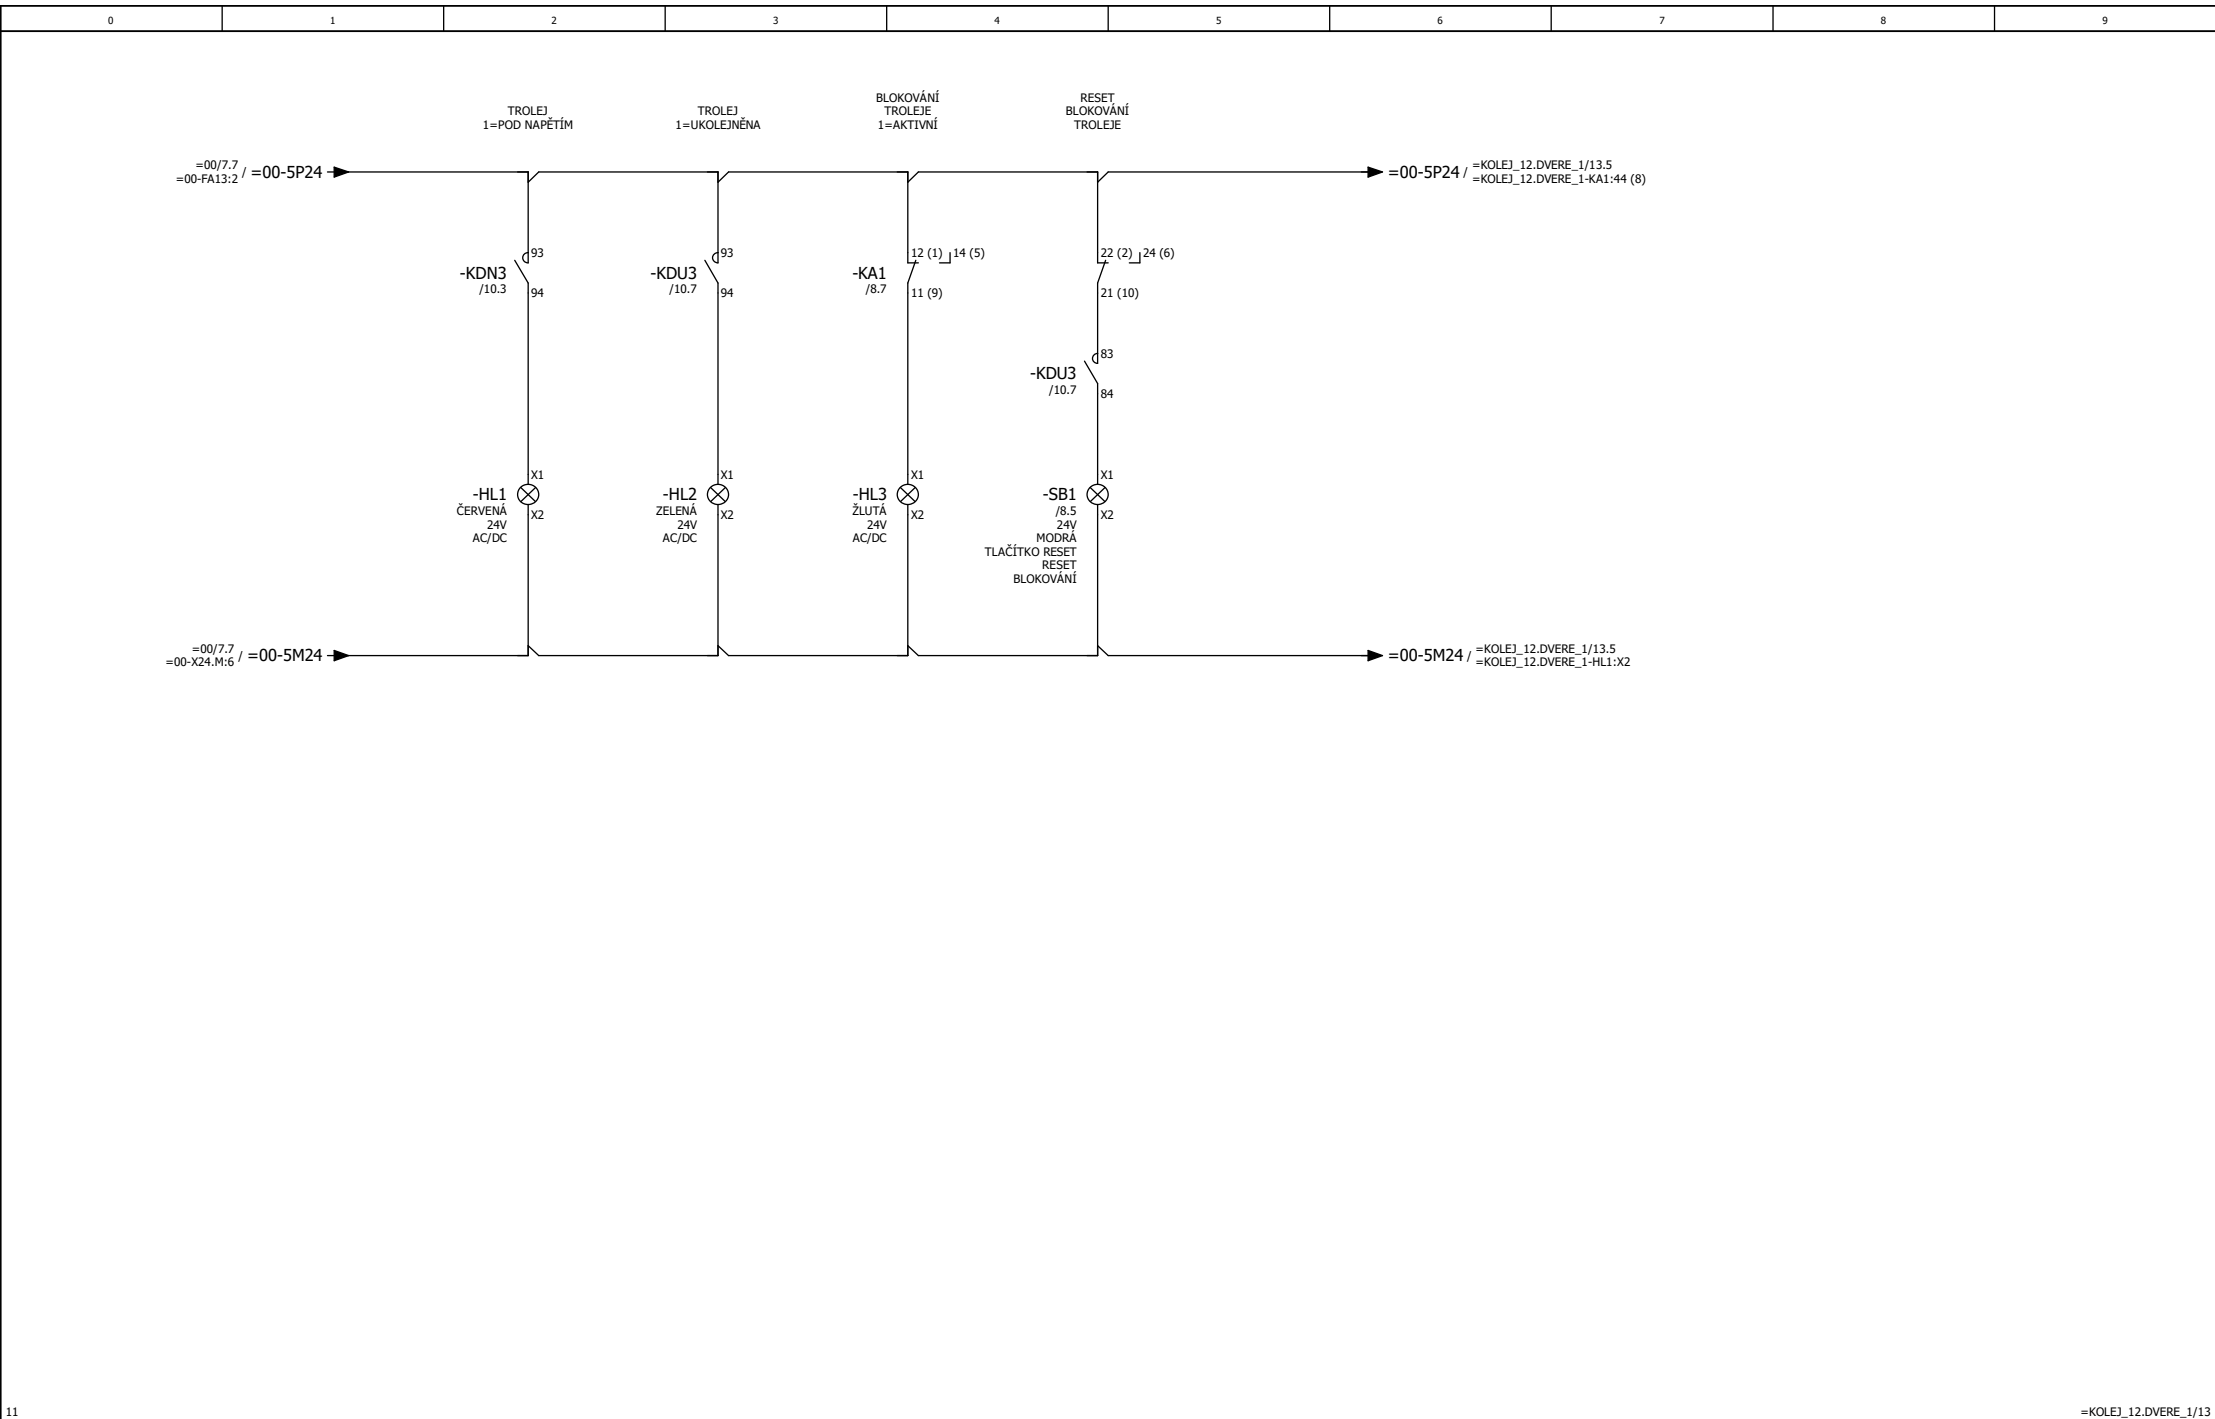 0 1 2 3 4 5 6 7 8 9
TROLEJ
1=POD NAPĚTÍM
TROLEJ
1=UKOLEJNĚNA
BLOKOVÁNÍ
TROLEJE
1=AKTIVNÍ
RESET
BLOKOVÁNÍ
TROLEJE
=00/7.7
=00-FA13:2 / =00-5P24
=00-5P24 / =KOLEJ_12.DVERE_1/13.5
=KOLEJ_12.DVERE_1-KA1:44 (8)
-KDN3
/10.3
93
94
-KDU3
/10.7
93
94
-KA1
/8.7
12 (1) 14 (5)
11 (9)
22 (2) 24 (6)
21 (10)
-KDU3
/10.7
83
84
-HL1
ČERVENÁ
24V
AC/DC
X1
X2
-HL2
ZELENÁ
24V
AC/DC
X1
X2
-HL3
ŽLUTÁ
24V
AC/DC
X1
X2
-SB1
/8.5
24V
MODRÁ
TLAČÍTKO RESET
RESET
BLOKOVÁNÍ
X1
X2
=00/7.7
=00-X24.M:6 / =00-5M24
=00-5M24 / =KOLEJ_12.DVERE_1/13.5
=KOLEJ_12.DVERE_1-HL1:X2
11
=KOLEJ_12.DVERE_1/13